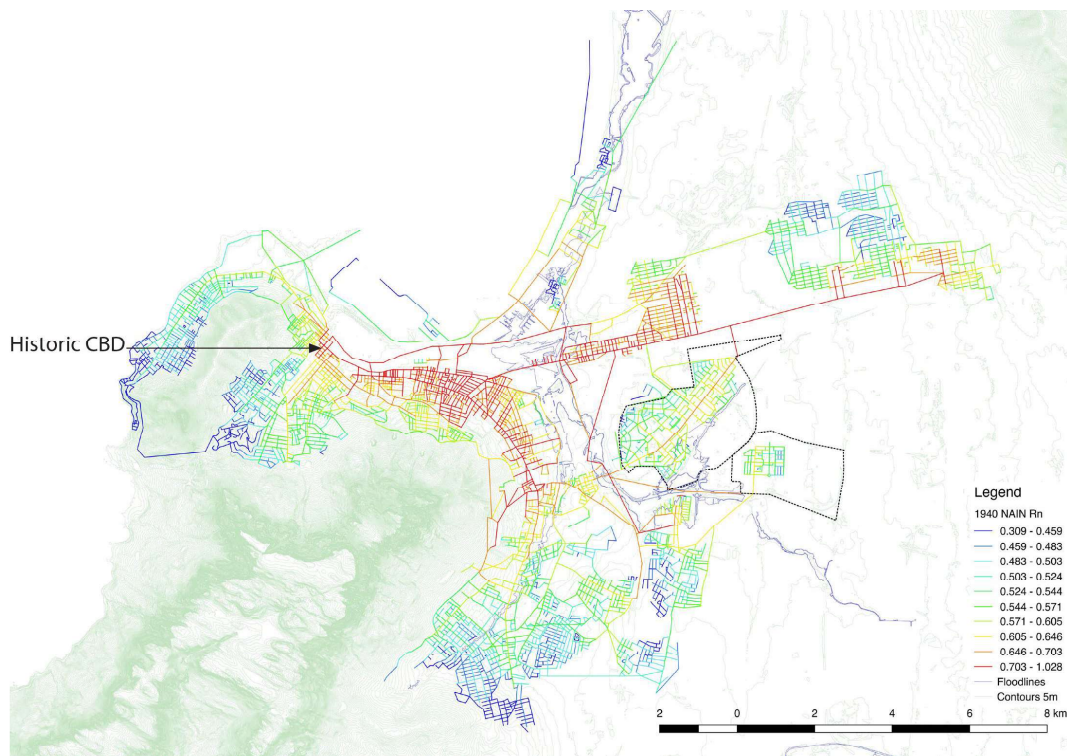 Historic CBD
Legend
1940 NAIN Rn
0.309 - 0.459
0.459 - 0.483
0.483 - 0.503
0.503 - 0.524
0.524 - 0.544
0.544 - 0.571
0.571 - 0.605
0.605 - 0.646
0.646 - 0.703
0.703 - 1.028
Floodlines
Contours 5m
2 0 2 4 6 8 km